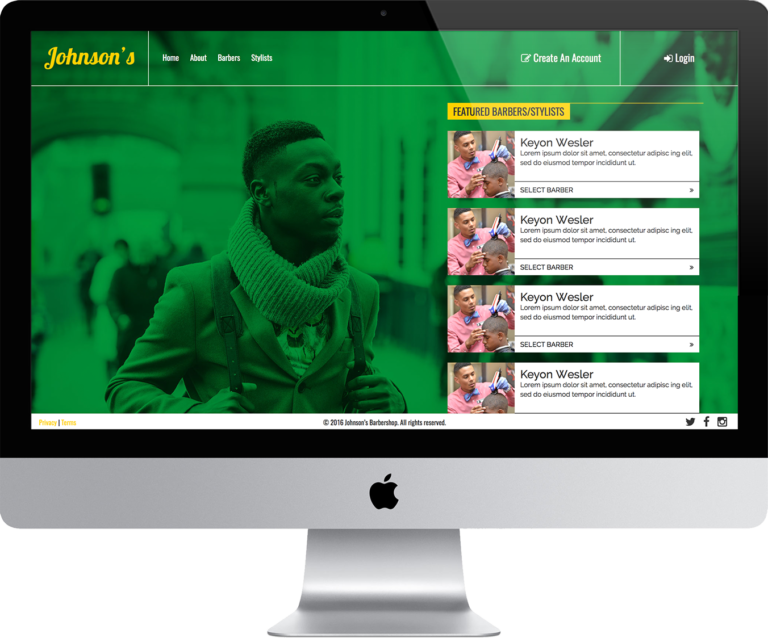 Johnson's
Home About Barbers Stylists
Create An Account
Login
FEATURED BARBERS/STYLISTS
Keyon Wesler
Lorem ipsum dolor sit amet, consectetur adipisc ing elit,
sed do eiusmod tempor incididunt ut.
SELECT BARBER »
Keyon Wesler
Lorem ipsum dolor sit amet, consectetur adipisc ing elit,
sed do eiusmod tempor incididunt ut.
SELECT BARBER »
Keyon Wesler
Lorem ipsum dolor sit amet, consectetur adipisc ing elit,
sed do eiusmod tempor incididunt ut.
SELECT BARBER »
Keyon Wesler
Lorem ipsum dolor sit amet, consectetur adipisc ing elit,
sed do eiusmod tempor incididunt ut.
Privacy | Terms
© 2016 Johnson's Barbershop. All rights reserved.